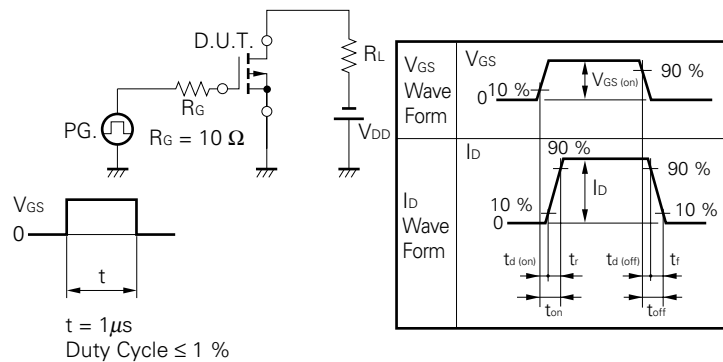 D.U.T.
RL
RG
PG.
RG = 10 Ω
VDD
VGS
0
t
t = 1μs
Duty Cycle ≤ 1 %
VGS
Wave
Form
VGS
10 %
0
VGS (on)
90 %
ID
Wave
Form
ID
90 %
90 %
ID
10 %
10 %
0
td (on)
tr
td (off)
tf
ton
toff